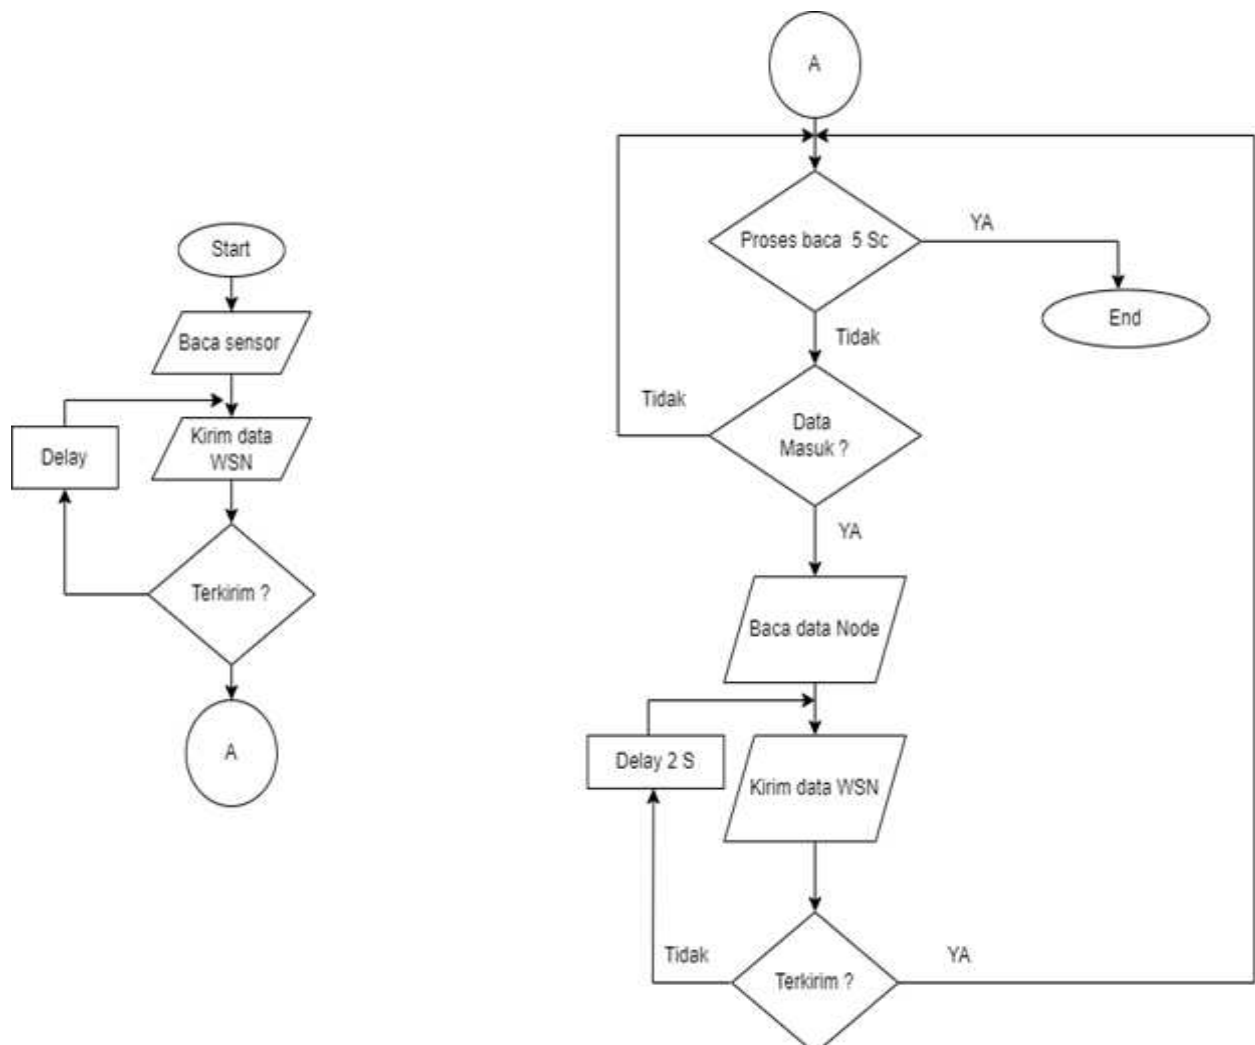 Start
Baca sensor
Kirim data
WSN
Delay
Terkirim ?
A
A
Proses baca 5 Sc
YA
End
Tidak
Tidak
Data
Masuk ?
YA
Baca data Node
Delay 2 S
Kirim data WSN
Tidak
YA
Terkirim ?